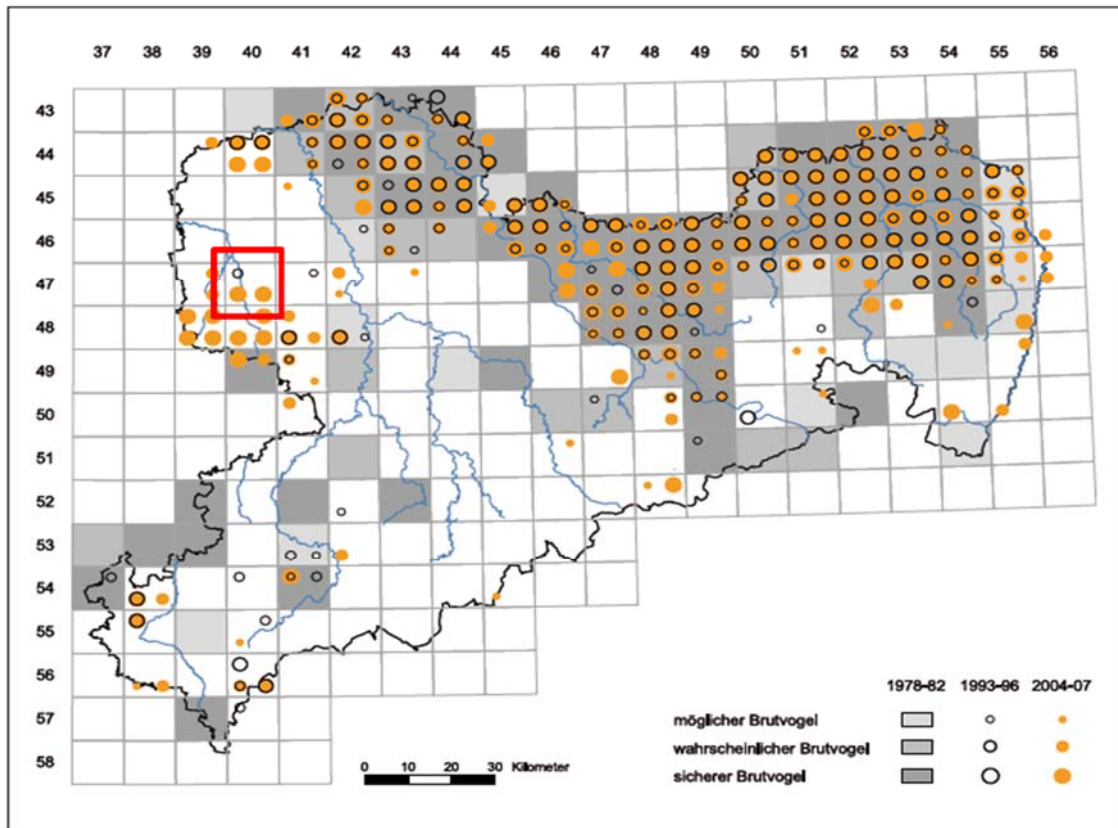 37 38 39 40 41 42 43 44 45 46 47 48 49 50 51 52 53 54 55 56
43
44
45
46
47
48
49
50
51
52
53
54
55
56
57
58
1978-82 1993-96 2004-07
möglicher Brutvogel
wahrscheinlicher Brutvogel
sicherer Brutvogel
0 10 20 30 Kilometer